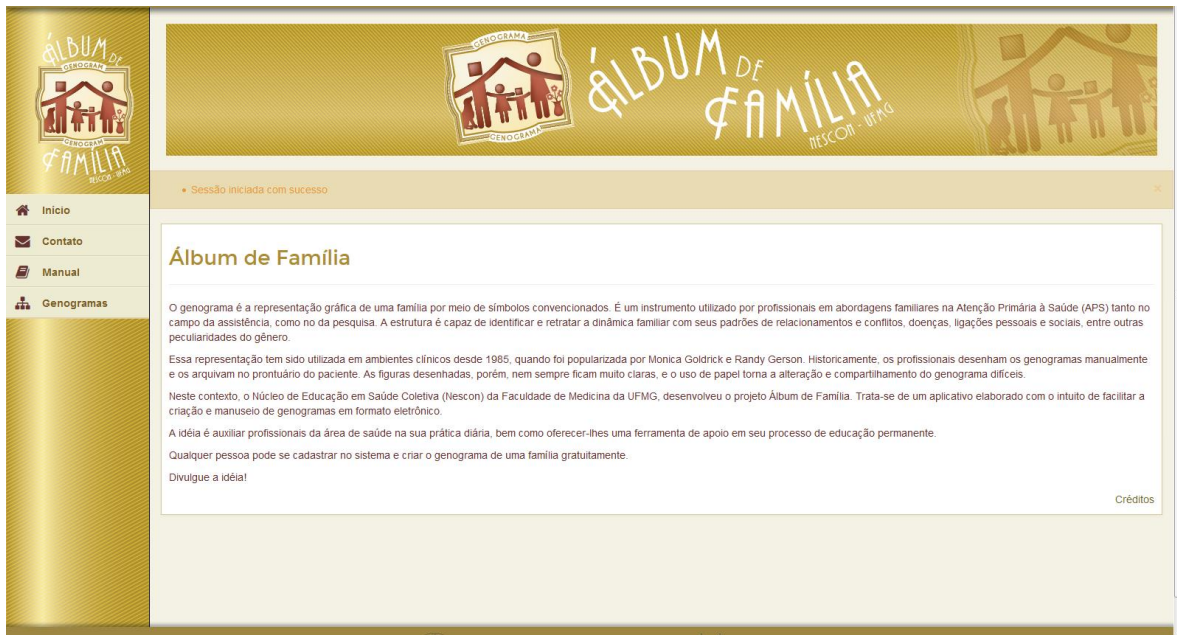 ÁLBUM DE
GENOGRAM
GENOGRAM
FAMÍLIA
NESCON - UFMG
Início
Contato
Manual
Genogramas
GENOGRAMA
GENOGRAMA
ÁLBUM DE
FAMÍLIA
NESCON - UFMG
• Sessão iniciada com sucesso
×
Álbum de Família
O genograma é a representação gráfica de uma família por meio de símbolos convencionados. É um instrumento utilizado por profissionais em abordagens familiares na Atenção Primária à Saúde (APS) tanto no
campo da assistência, como no da pesquisa. A estrutura é capaz de identificar e retratar a dinâmica familiar com seus padrões de relacionamentos e conflitos, doenças, ligações pessoais e sociais, entre outras
peculiaridades do gênero.
Essa representação tem sido utilizada em ambientes clínicos desde 1985, quando foi popularizada por Monica Goldrick e Randy Gerson. Historicamente, os profissionais desenham os genogramas manualmente
e os arquivam no prontuário do paciente. As figuras desenhadas, porém, nem sempre ficam muito claras, e o uso de papel torna a alteração e compartilhamento do genograma difíceis.
Neste contexto, o Núcleo de Educação em Saúde Coletiva (Nescon) da Faculdade de Medicina da UFMG, desenvolveu o projeto Álbum de Família. Trata-se de um aplicativo elaborado com o intuito de facilitar a
criação e manuseio de genogramas em formato eletrônico.
A idéia é auxiliar profissionais da área de saúde na sua prática diária, bem como oferecer-lhes uma ferramenta de apoio em seu processo de educação permanente.
Qualquer pessoa pode se cadastrar no sistema e criar o genograma de uma família gratuitamente.
Divulgue a idéia!
Créditos